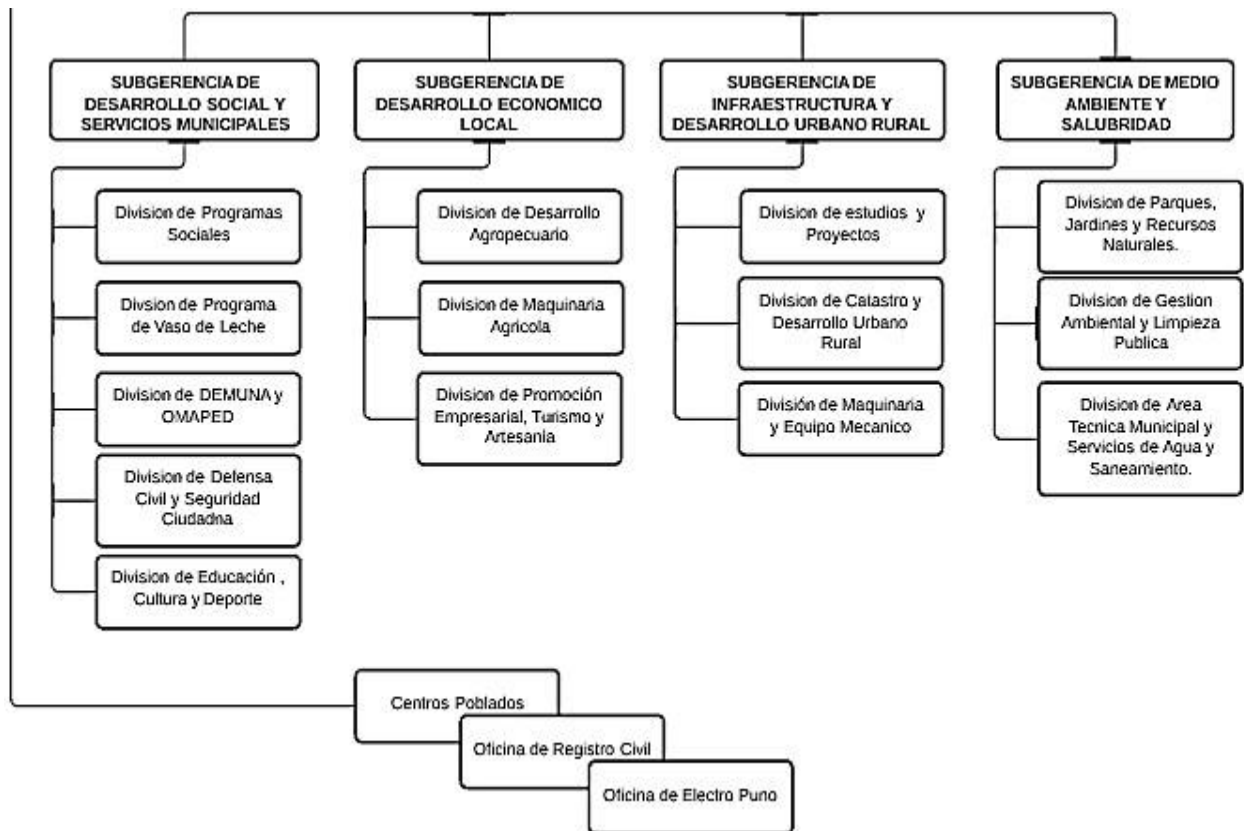 SUBGERENCIA DE
DESARROLLO SOCIAL Y
SERVICIOS MUNICIPALES
Division de Programas
Sociales
Divsion de Programa
de Vaso de Leche
Division de DEMUNA y
OMAPED
Division de Defensa
Civil y Seguridad
Ciudadna
Division de Educación ,
Cultura y Deporte
SUBGERENCIA DE
DESARROLLO ECONOMICO
LOCAL
Division de Desarrollo
Agropecuario
Division de Maquinaria
Agricola
Division de Promoción
Empresarial, Turismo y
Artesania
SUBGERENCIA DE
INFRAESTRUCTURA Y
DESARROLLO URBANO RURAL
Division de estudios y
Proyectos
Division de Catastro y
Desarrollo Urbano
Rural
División de Maquinaria
y Equipo Mecanico
SUBGERENCIA DE MEDIO
AMBIENTE Y
SALUBRIDAD
Division de Parques,
Jardines y Recursos
Naturales.
Division de Gestion
Ambiental y Limpieza
Publica
Division de Area
Tecnica Municipal y
Servicios de Agua y
Saneamiento.
Centros Poblados
Oficina de Registro Civil
Oficina de Electro Puno